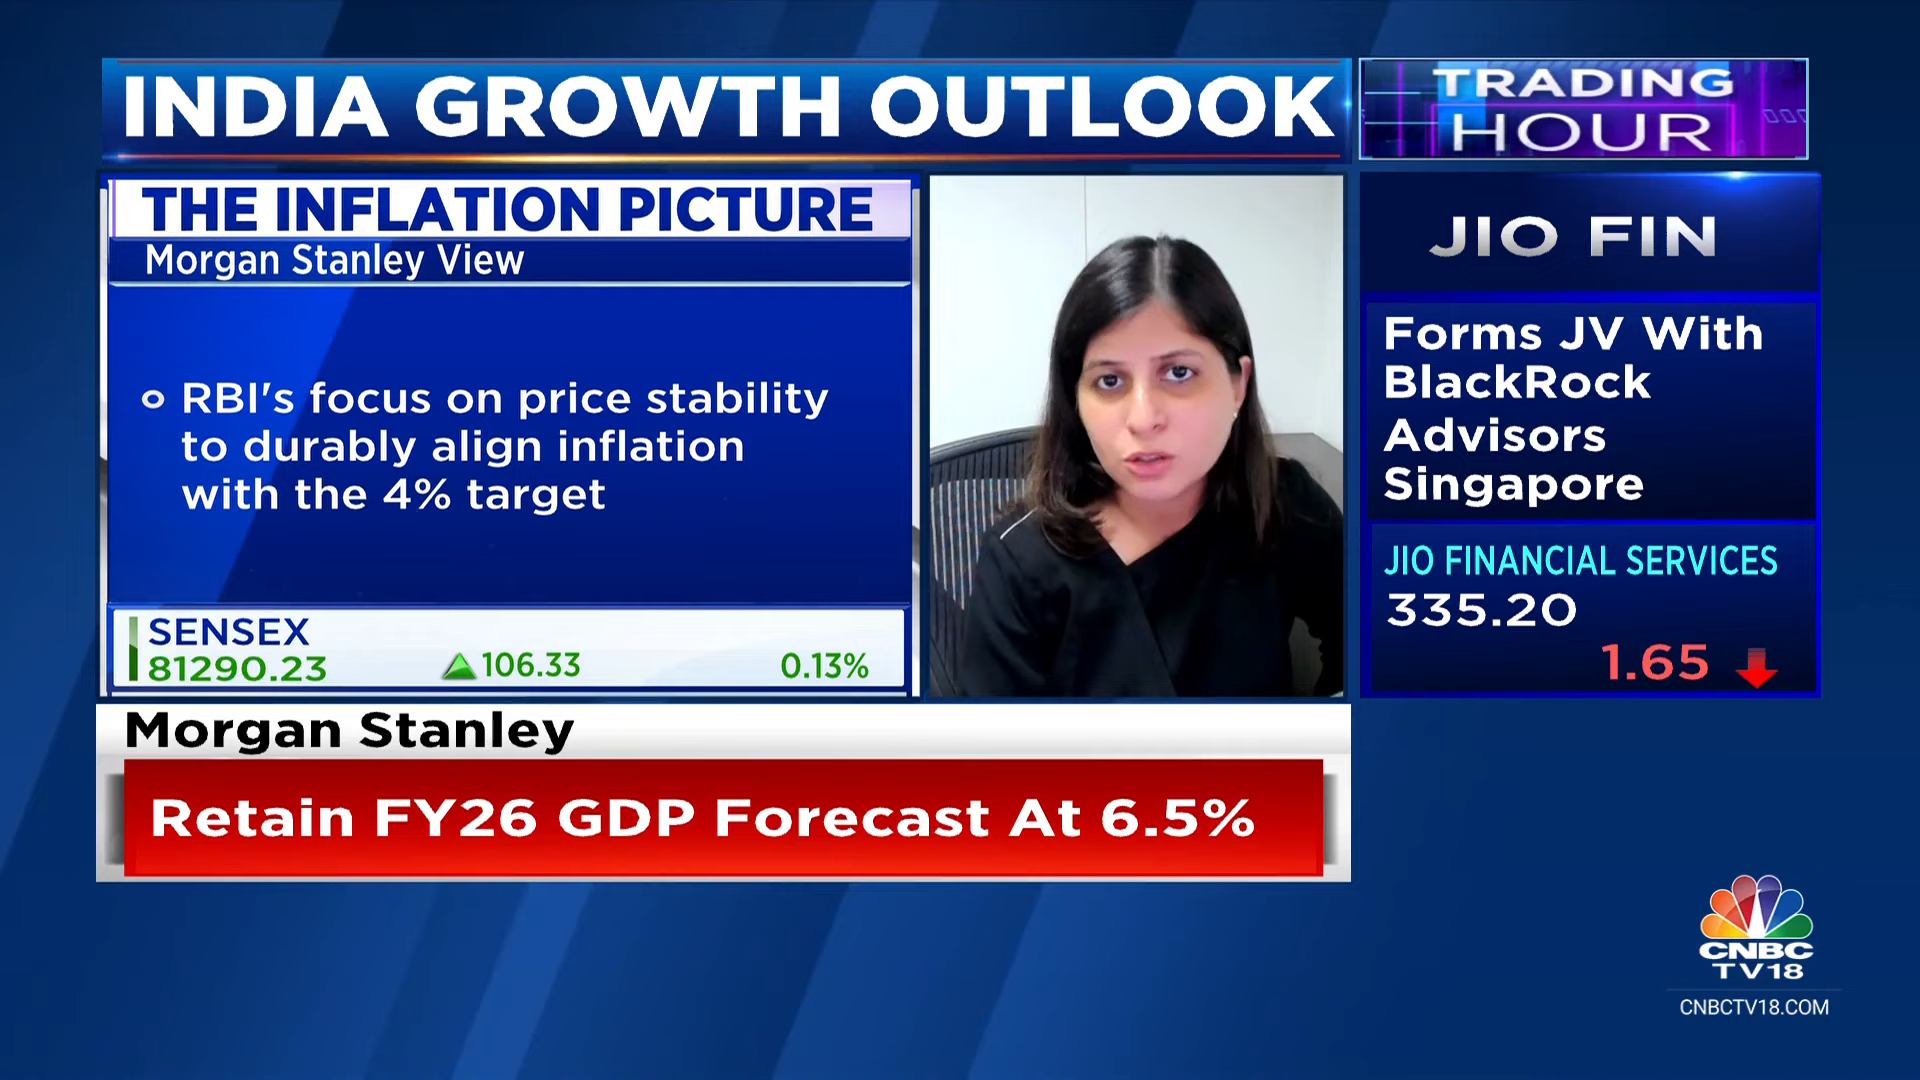 INDIA GROWTH OUTLOOK
TRADING
HOUR
THE INFLATION PICTURE
Morgan Stanley View
RBI's focus on price stability
to durably align inflation
with the 4% target
SENSEX
81290.23 106.33 0.13%
JIO FIN
Forms JV With
BlackRock
Advisors
Singapore
JIO FINANCIAL SERVICES
335.20
1.65
Morgan Stanley
Retain FY26 GDP Forecast At 6.5%
CNBC
TV18
CNBCTV18.COM